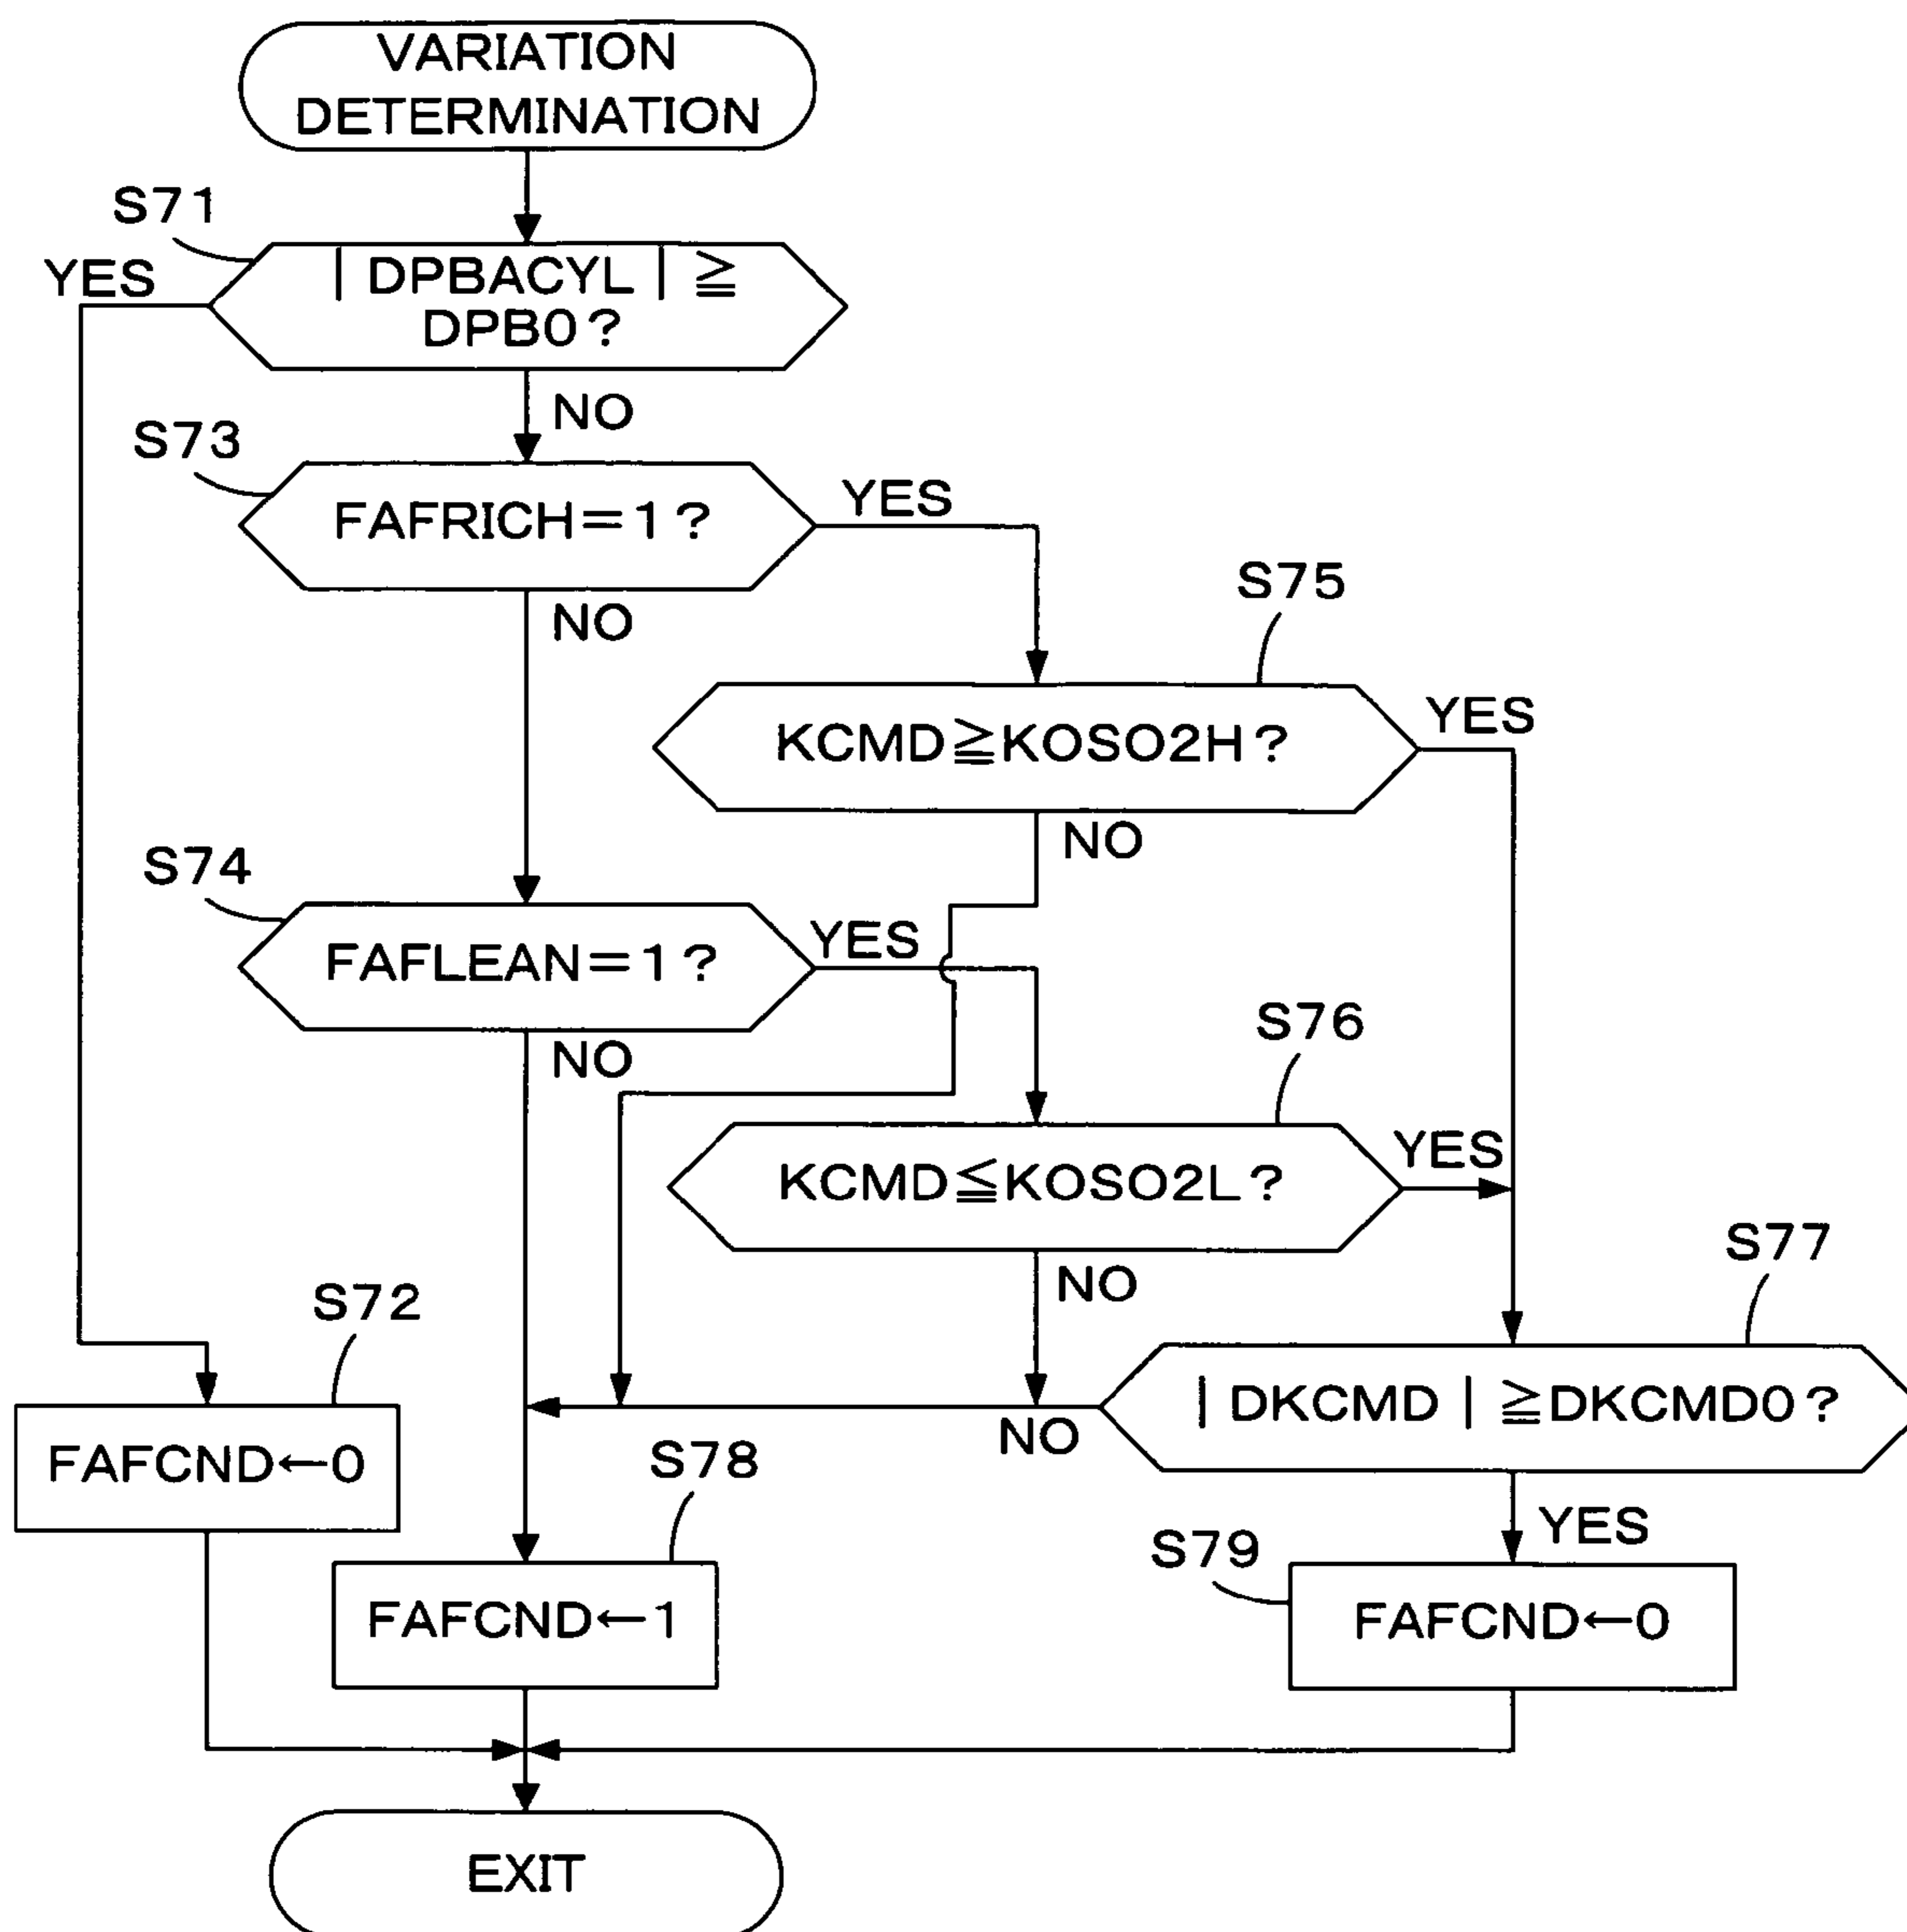 VARIATION
DETERMINATION
S71
YES
| DPBACYL | ≧
DPB0?
NO
S73
FAFRICH=1?
YES
NO
S75
KCMD≧KOSO2H?
YES
NO
S74
FAFLEAN=1?
YES
NO
S76
KCMD≦KOSO2L?
YES
NO
S77
| DKCMD | ≧DKCMD0?
NO
YES
S72
FAFCND←0
S78
FAFCND←1
S79
FAFCND←0
EXIT